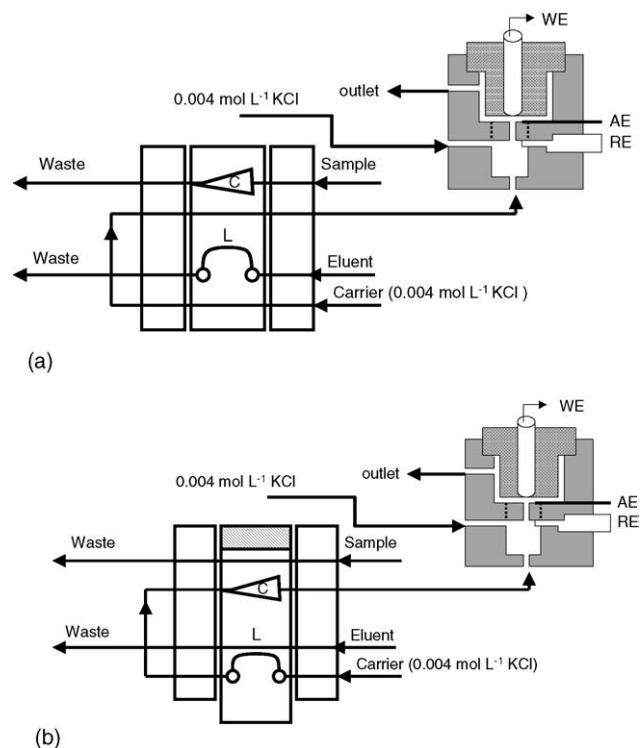 WE
outlet
0.004 mol L⁻¹ KCl
AE
RE
Waste
C
Sample
Waste
L
Eluent
Carrier (0.004 mol L⁻¹ KCl )
(a)
WE
outlet
0.004 mol L⁻¹ KCl
AE
RE
Waste
Sample
C
Waste
L
Eluent
Carrier (0.004 mol L⁻¹ KCl)
(b)